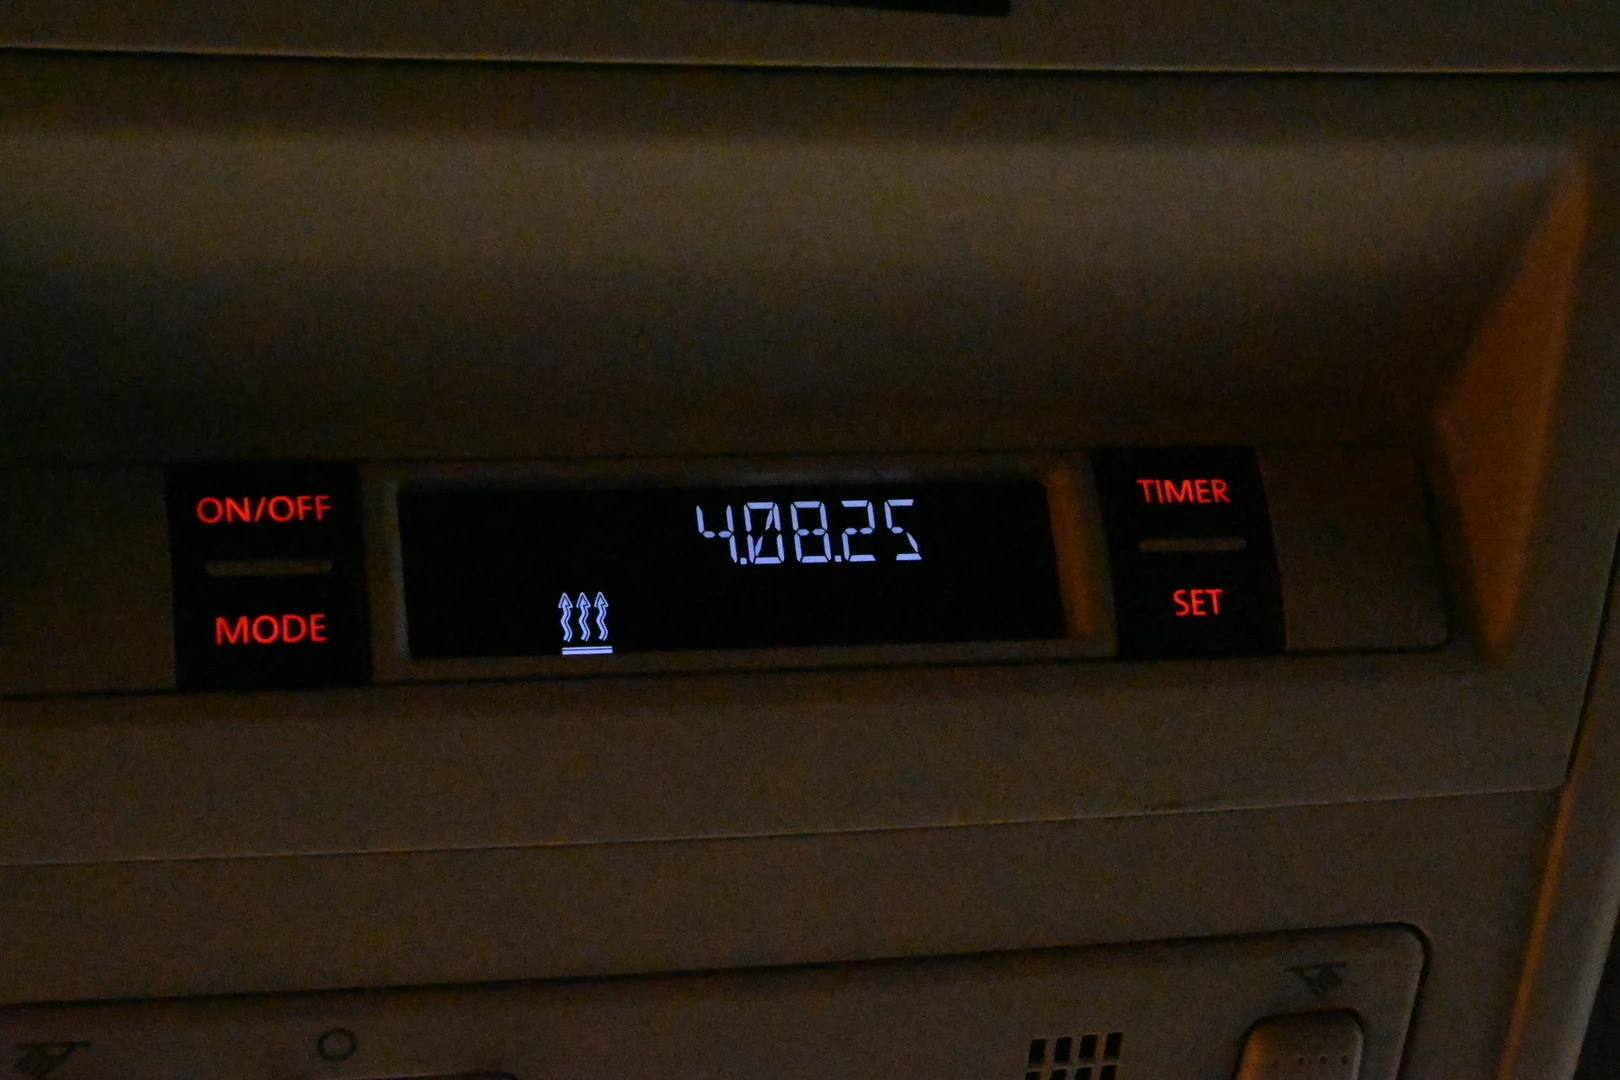 ON/OFF
MODE
4.08.25
TIMER
SET